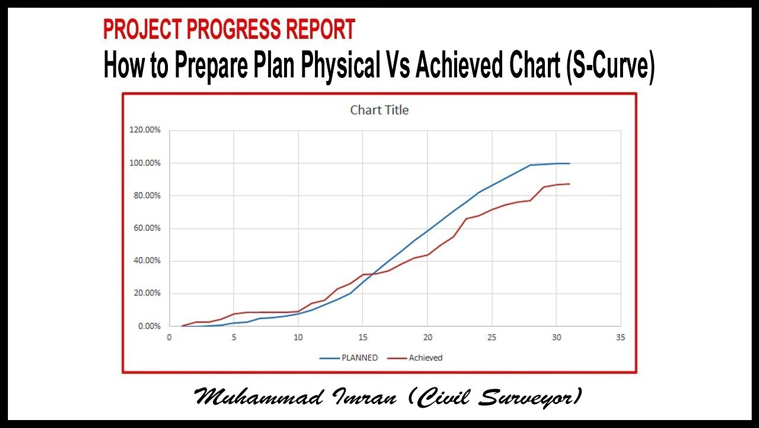 PROJECT PROGRESS REPORT
How to Prepare Plan Physical Vs Achieved Chart (S-Curve)
Chart Title
120.00%
100.00%
80.00%
60.00%
40.00%
20.00%
0.00%
0 5 10 15 20 25 30 35
PLANNED Achieved
Muhammad Imran (Civil Surveyor)